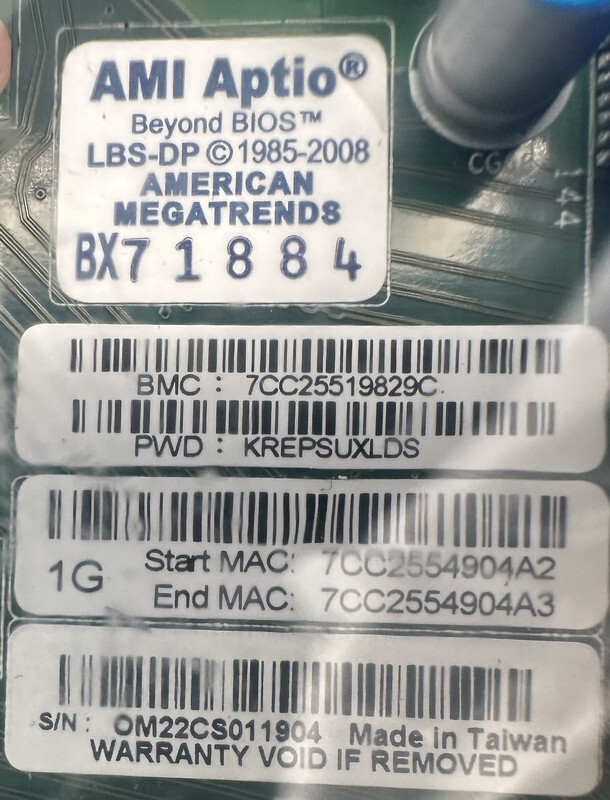 AMI Aptio®
Beyond BIOS™
LBS-DP © 1985-2008
AMERICAN
MEGATRENDS
BX71884
144
BMC : 7CC25519829C
PWD : KREPSUXLDS
1G
Start MAC: 7CC2554904A2
End MAC: 7CC2554904A3
S/N : OM22CS011904 Made in Taiwan
WARRANTY VOID IF REMOVED